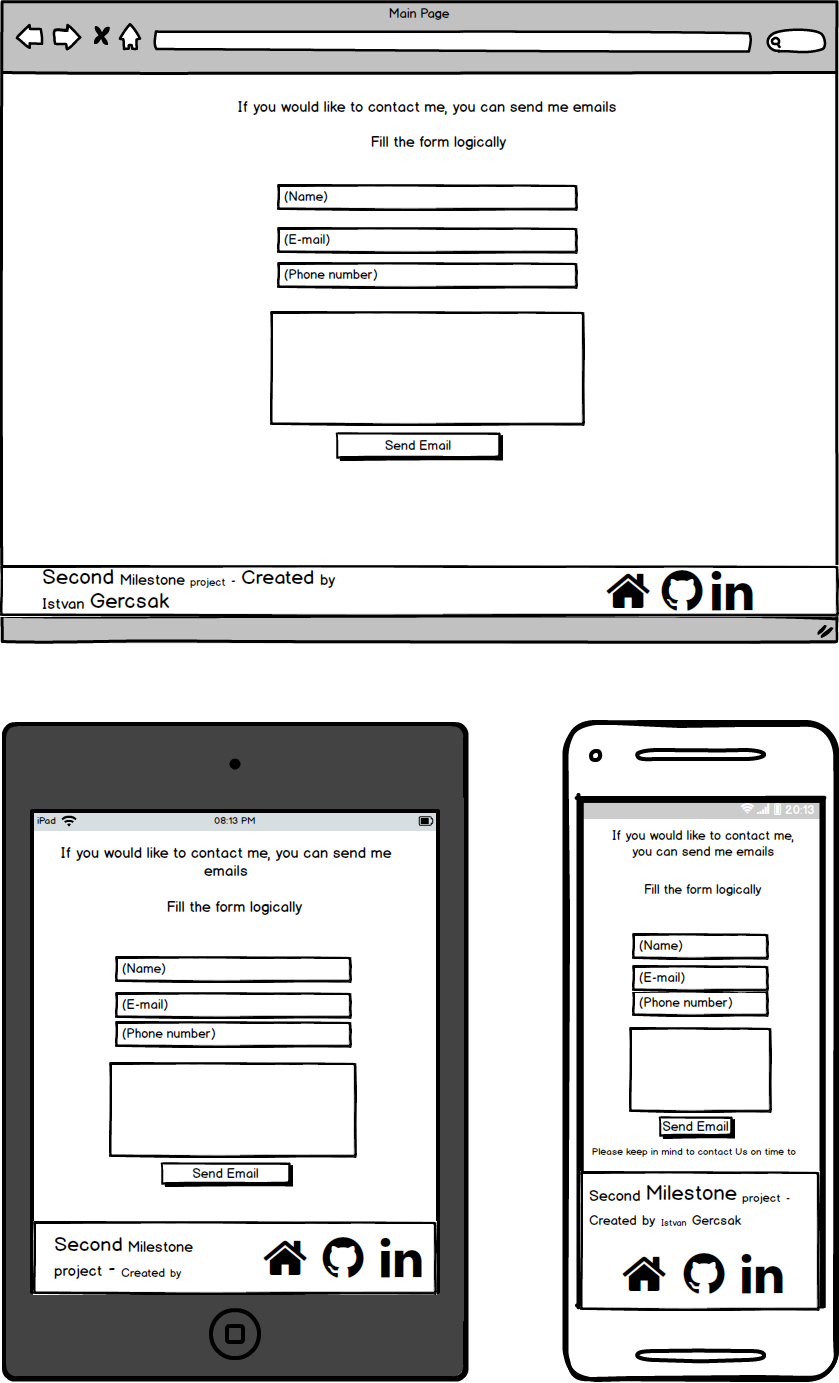 Main Page
If you would like to contact me, you can send me emails
Fill the form logically
(Name)
(E-mail)
(Phone number)
Send Email
Second Milestone project - Created by
Istvan Gercsak
in
iPad 08:13 PM
If you would like to contact me, you can send me
emails
Fill the form logically
(Name)
(E-mail)
(Phone number)
Send Email
Second Milestone
project - Created by
in
20:13
If you would like to contact me,
you can send me emails
Fill the form logically
(Name)
(E-mail)
(Phone number)
Send Email
Please keep in mind to contact Us on time to
Second Milestone project -
Created by Istvan Gercsak
in